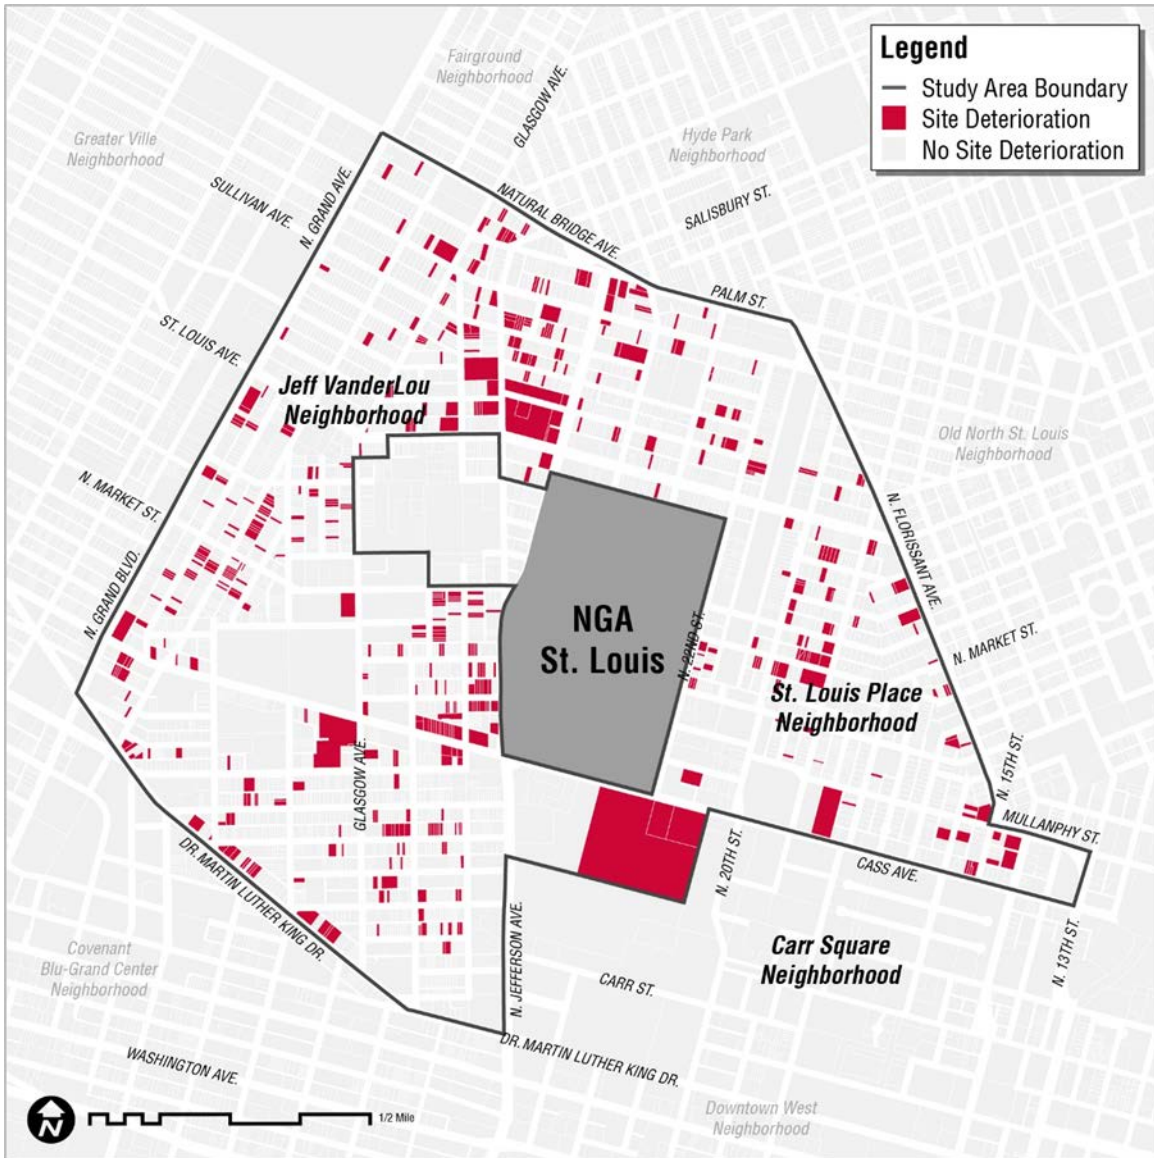 Legend
Study Area Boundary
Site Deterioration
No Site Deterioration
Fairground
Neighborhood
GLASGOW AVE.
Greater Ville
Neighborhood
Hyde Park
Neighborhood
SULLIVAN AVE.
N. GRAND AVE.
NATURAL BRIDGE AVE.
SALISBURY ST.
PALM ST.
ST. LOUIS AVE.
Jeff VanderLou
Neighborhood
Old North St. Louis
Neighborhood
N. MARKET ST.
N. FLORISSANT AVE.
N. GRAND BLVD.
NGA
St. Louis
N. 22ND ST.
N. MARKET ST.
St. Louis Place
Neighborhood
GLASGOW AVE.
N. 15TH ST.
MULLANPHY ST.
N. 20TH ST.
CASS AVE.
DR. MARTIN LUTHER KING DR.
N. JEFFERSON AVE.
Covenant
Blu-Grand Center
Neighborhood
Carr Square
Neighborhood
N. 13TH ST.
CARR ST.
DR. MARTIN LUTHER KING DR.
WASHINGTON AVE.
Downtown West
Neighborhood
N
1/2 Mile